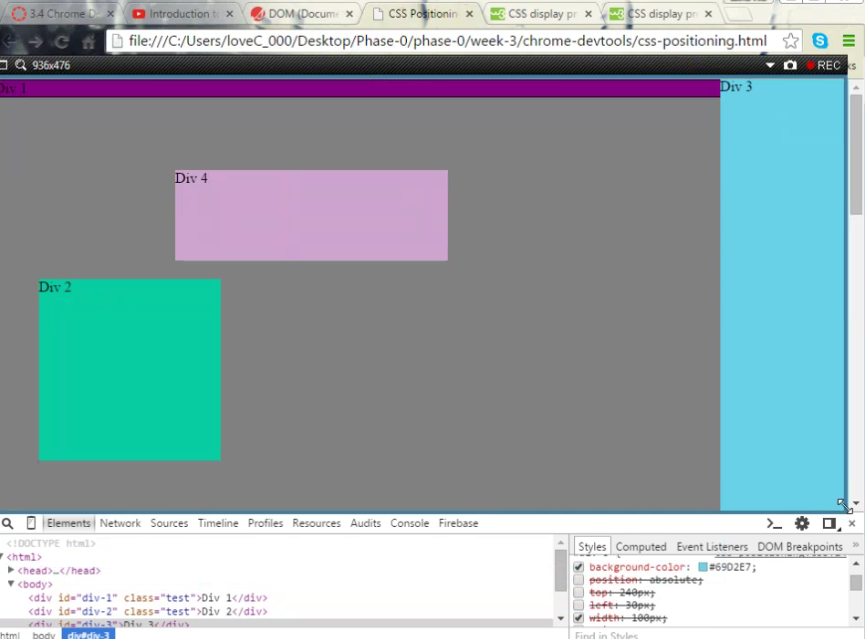 3.4 Chrome D
Introduction t
DOM (Docume
CSS Positionin
CSS display pr
CSS display pr
file:///C:/Users/loveC_000/Desktop/Phase-0/phase-0/week-3/chrome-devtools/css-positioning.html
936x476
REC
Div 1
Div 3
Div 4
Div 2
Elements Network Sources Timeline Profiles Resources Audits Console Firebase
<!DOCTYPE html>
<html>
<head>…</head>
<body>
<div id="div-1" class="test">Div 1</div>
<div id="div-2" class="test">Div 2</div>
<div id="div-3">Div 3</div>
html body div#div-3
Styles Computed Event Listeners DOM Breakpoints »
background-color: #69D2E7;
position: absolute;
top: 240px;
left: 30px;
width: 100px;
Find in Styles